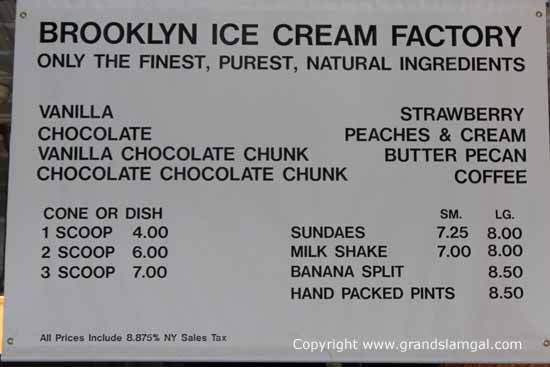 BROOKLYN ICE CREAM FACTORY
ONLY THE FINEST, PUREST, NATURAL INGREDIENTS
VANILLA
CHOCOLATE
VANILLA CHOCOLATE CHUNK
CHOCOLATE CHOCOLATE CHUNK
STRAWBERRY
PEACHES & CREAM
BUTTER PECAN
COFFEE
CONE OR DISH
1 SCOOP 4.00
2 SCOOP 6.00
3 SCOOP 7.00
SM. LG.
SUNDAES 7.25 8.00
MILK SHAKE 7.00 8.00
BANANA SPLIT 8.50
HAND PACKED PINTS 8.50
All Prices Include 8.875% NY Sales Tax
Copyright www.grandslamgal.com